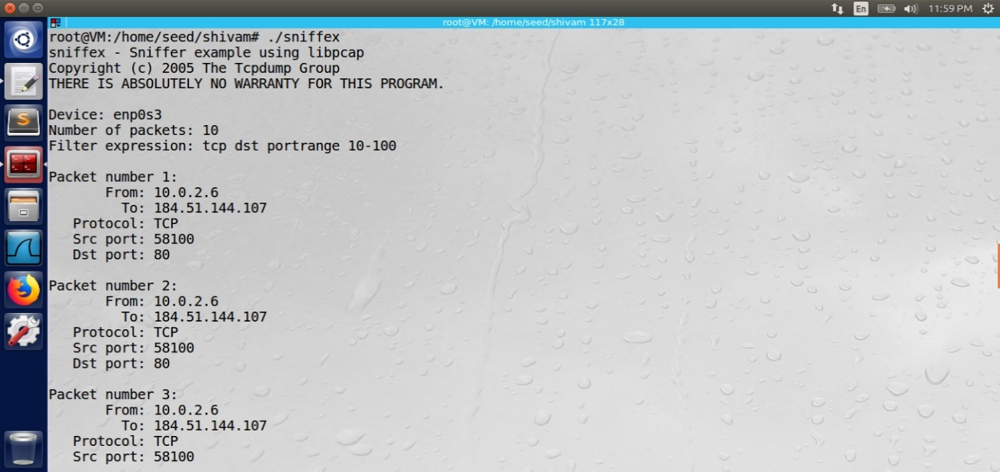 En
11:59 PM
root@VM: /home/seed/shivam 117x28
root@VM:/home/seed/shivam# ./sniffex
sniffex - Sniffer example using libpcap
Copyright (c) 2005 The Tcpdump Group
THERE IS ABSOLUTELY NO WARRANTY FOR THIS PROGRAM.
Device: enp0s3
Number of packets: 10
Filter expression: tcp dst portrange 10-100
Packet number 1:
From: 10.0.2.6
To: 184.51.144.107
Protocol: TCP
Src port: 58100
Dst port: 80
Packet number 2:
From: 10.0.2.6
To: 184.51.144.107
Protocol: TCP
Src port: 58100
Dst port: 80
Packet number 3:
From: 10.0.2.6
To: 184.51.144.107
Protocol: TCP
Src port: 58100